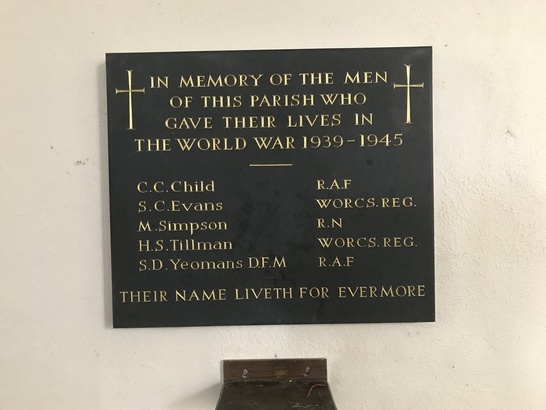 IN MEMORY OF THE MEN
OF THIS PARISH WHO
GAVE THEIR LIVES IN
THE WORLD WAR 1939-1945
C.C.Child R.A.F
S.C.Evans WORCS.REG.
M.Simpson R.N
H.S.Tillman WORCS.REG.
S.D.Yeomans D.F.M R.A.F
THEIR NAME LIVETH FOR EVERMORE